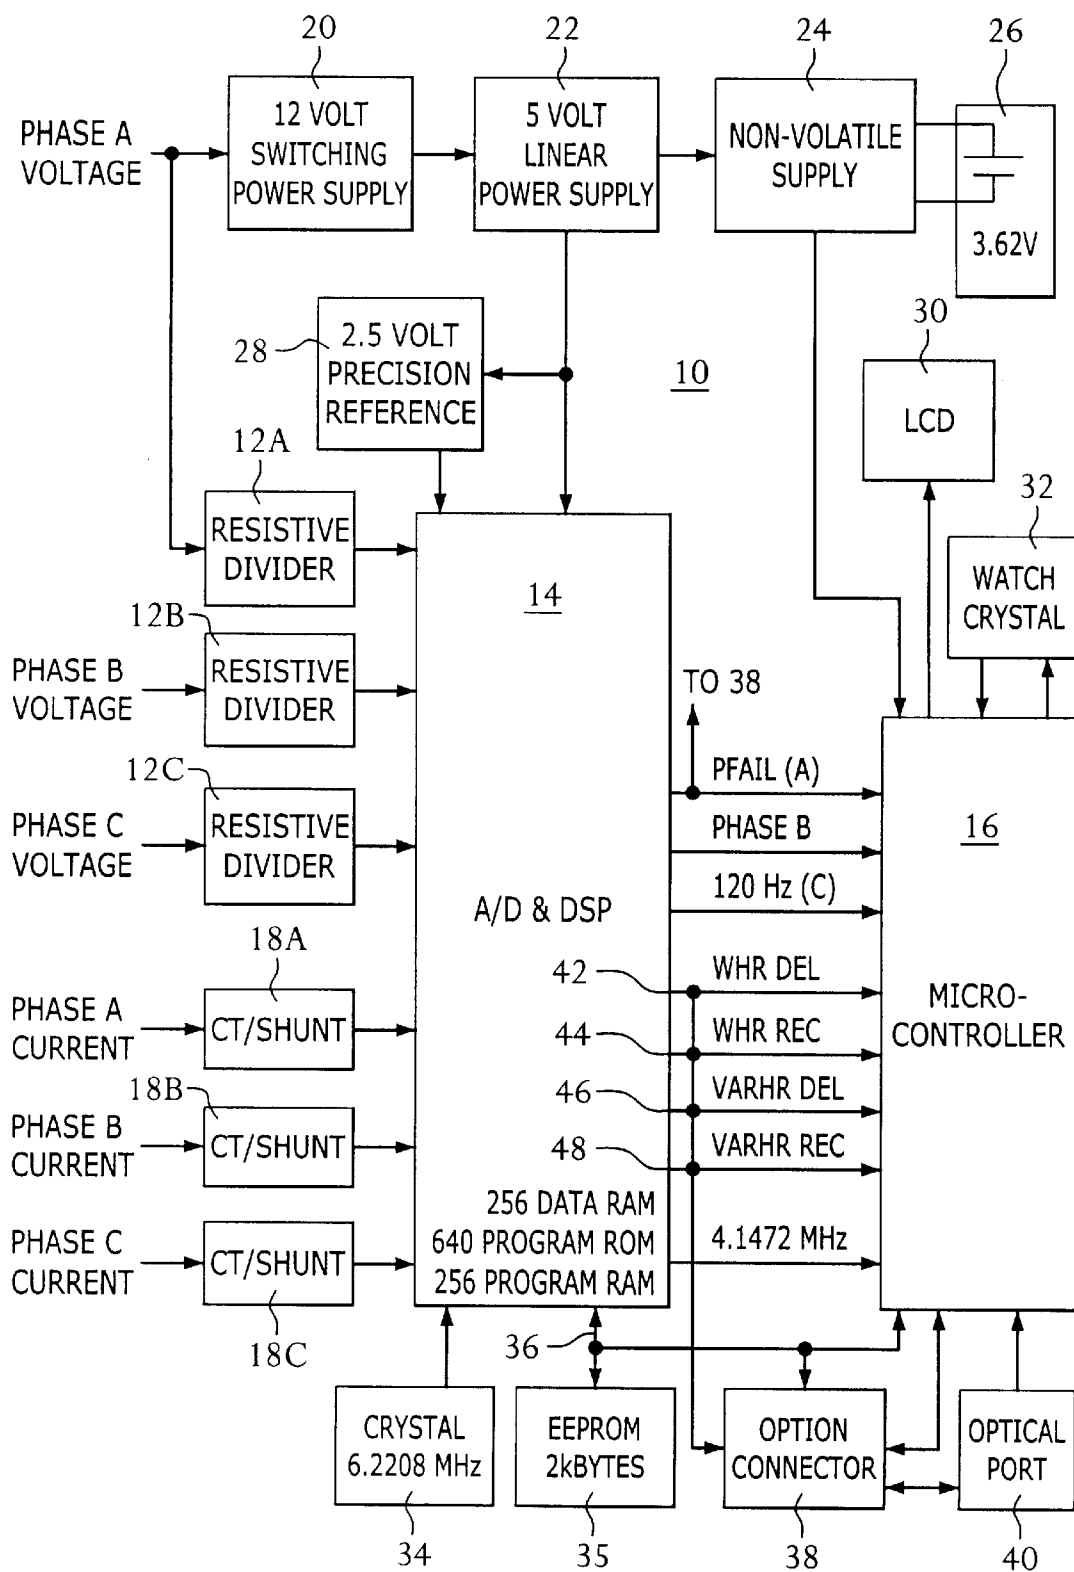 20
22
24
26
PHASE A
VOLTAGE
12 VOLT
SWITCHING
POWER SUPPLY
5 VOLT
LINEAR
POWER SUPPLY
NON-VOLATILE
SUPPLY
3.62V
28
2.5 VOLT
PRECISION
REFERENCE
10
30
LCD
12A
RESISTIVE
DIVIDER
32
WATCH
CRYSTAL
14
12B
PHASE B
VOLTAGE
RESISTIVE
DIVIDER
TO 38
12C
PHASE C
VOLTAGE
RESISTIVE
DIVIDER
PFAIL (A)
PHASE B
120 Hz (C)
16
A/D & DSP
MICRO-
CONTROLLER
18A
PHASE A
CURRENT
CT/SHUNT
42
WHR DEL
44
WHR REC
46
VARHR DEL
48
VARHR REC
18B
PHASE B
CURRENT
CT/SHUNT
256 DATA RAM
640 PROGRAM ROM
256 PROGRAM RAM
4.1472 MHz
PHASE C
CURRENT
CT/SHUNT
18C
36
CRYSTAL
6.2208 MHz
EEPROM
2kBYTES
OPTION
CONNECTOR
OPTICAL
PORT
34
35
38
40